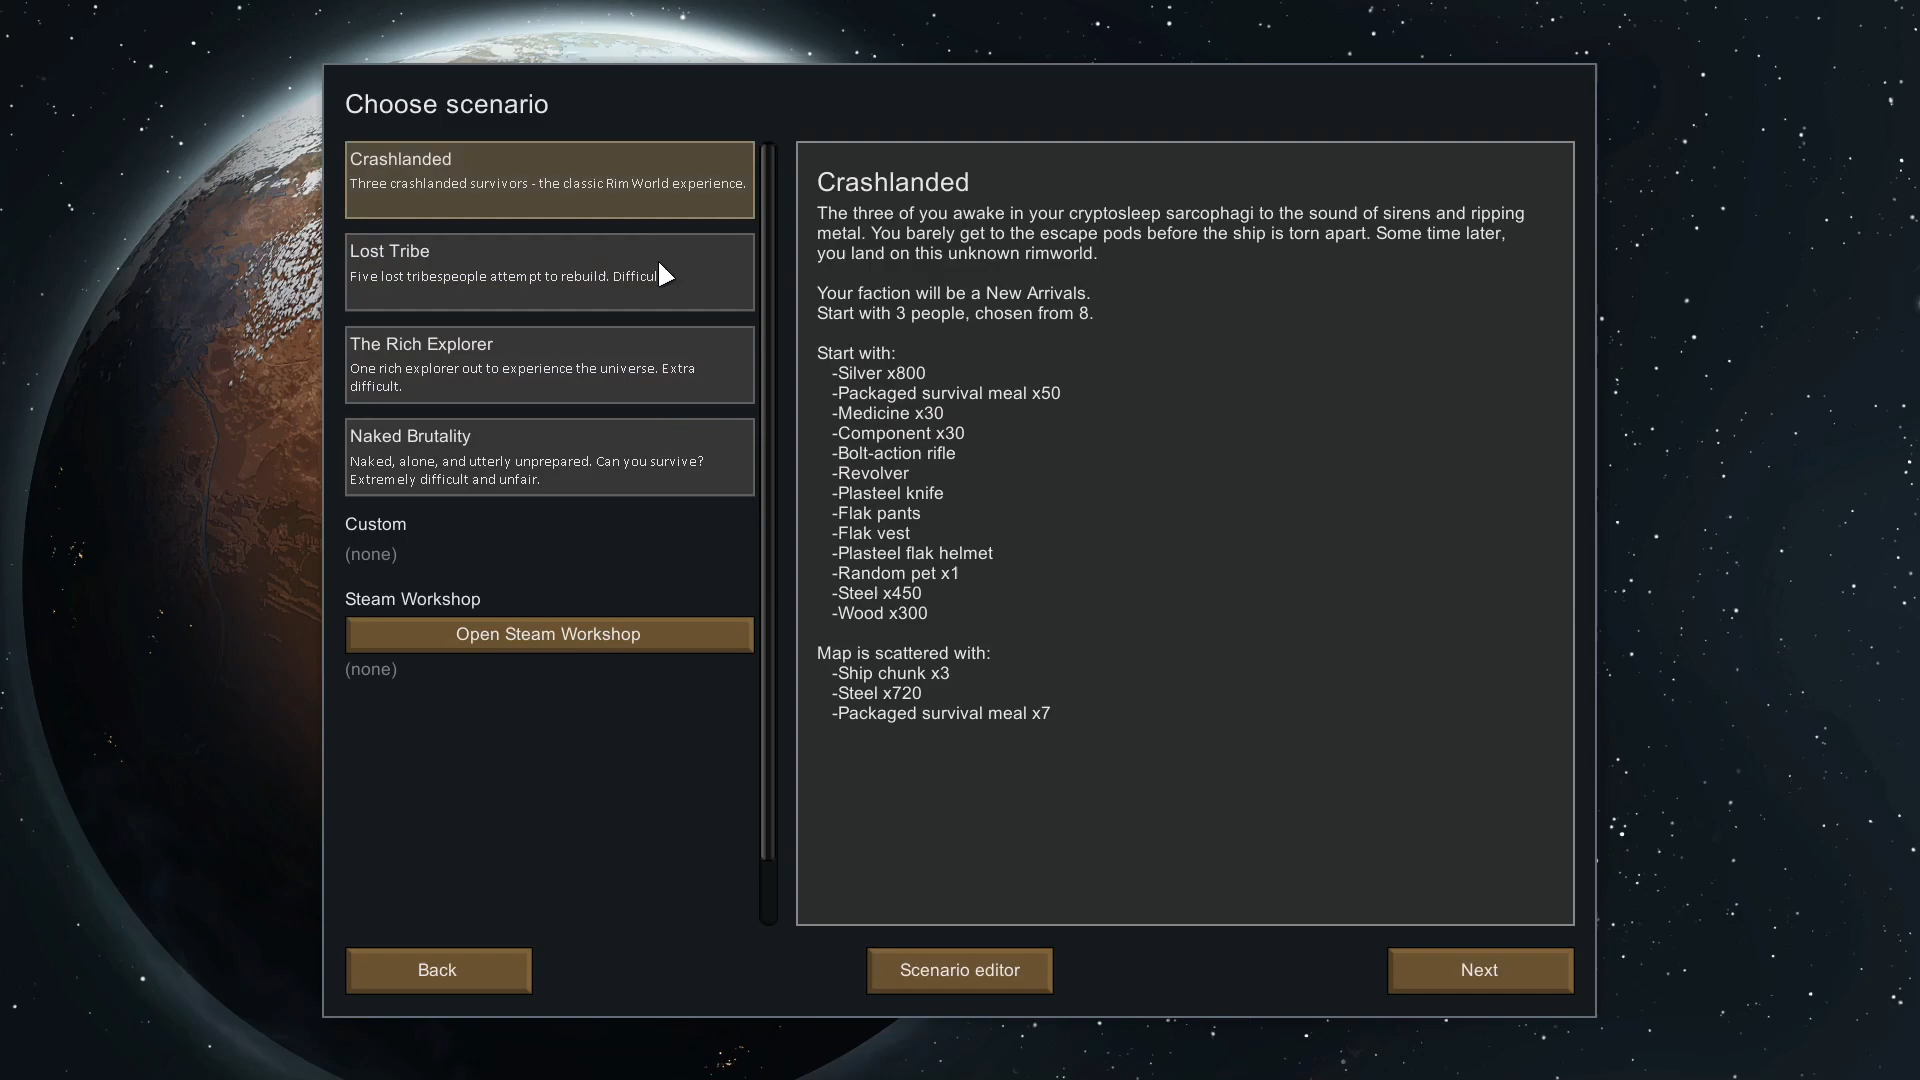 Choose scenario
Crashlanded
Three crashlanded survivors - the classic RimWorld experience.
Lost Tribe
Five lost tribespeople attempt to rebuild.
The Rich Explorer
One rich explorer out to experience the universe. Extra
difficult.
Naked Brutality
Naked, alone, and utterly unprepared. Can you survive?
Extremely difficult and unfair.
Custom
(none)
Steam Workshop
Open Steam Workshop
(none)
Crashlanded
The three of you awake in your cryptosleep sarcophagi to the sound of sirens and ripping
metal. You barely get to the escape pods before the ship is torn apart. Some time later,
you land on this unknown rimworld.
Your faction will be a New Arrivals.
Start with 3 people, chosen from 8.
Start with:
-Silver x800
-Packaged survival meal x50
-Medicine x30
-Component x30
-Bolt-action rifle
-Revolver
-Plasteel knife
-Flak pants
-Flak vest
-Plasteel flak helmet
-Random pet x1
-Steel x450
-Wood x300
Map is scattered with:
-Ship chunk x3
-Steel x720
-Packaged survival meal x7
Back
Scenario editor
Next